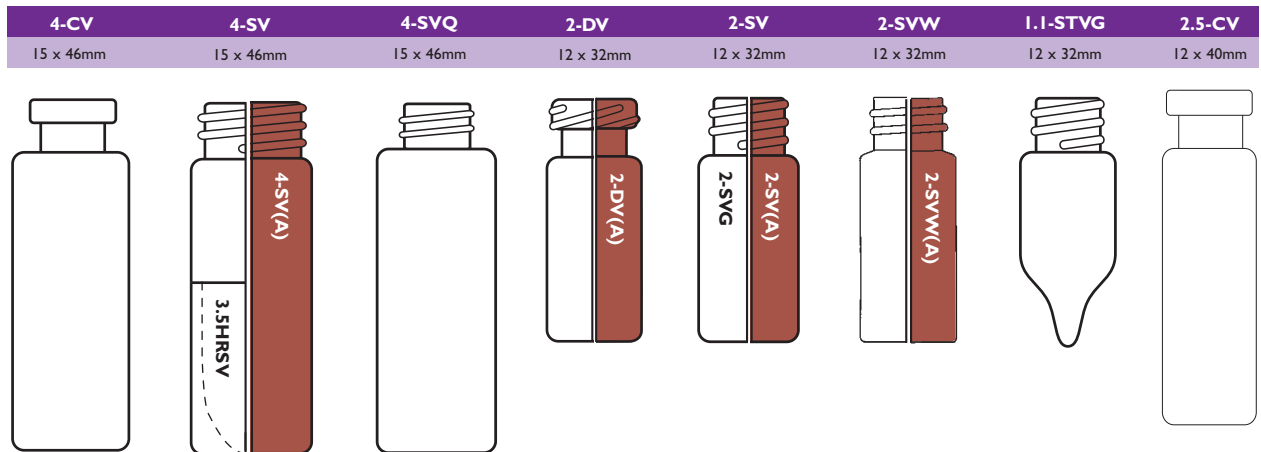 4-CV 4-SV 4-SVQ 2-DV 2-SV 2-SVW 1.1-STVG 2.5-CV
15 x 46mm 15 x 46mm 15 x 46mm 12 x 32mm 12 x 32mm 12 x 32mm 12 x 32mm 12 x 40mm
4-SV(A)
3.5HRSV
2-DV(A)
2-SVG
2-SV(A)
2-SVW(A)